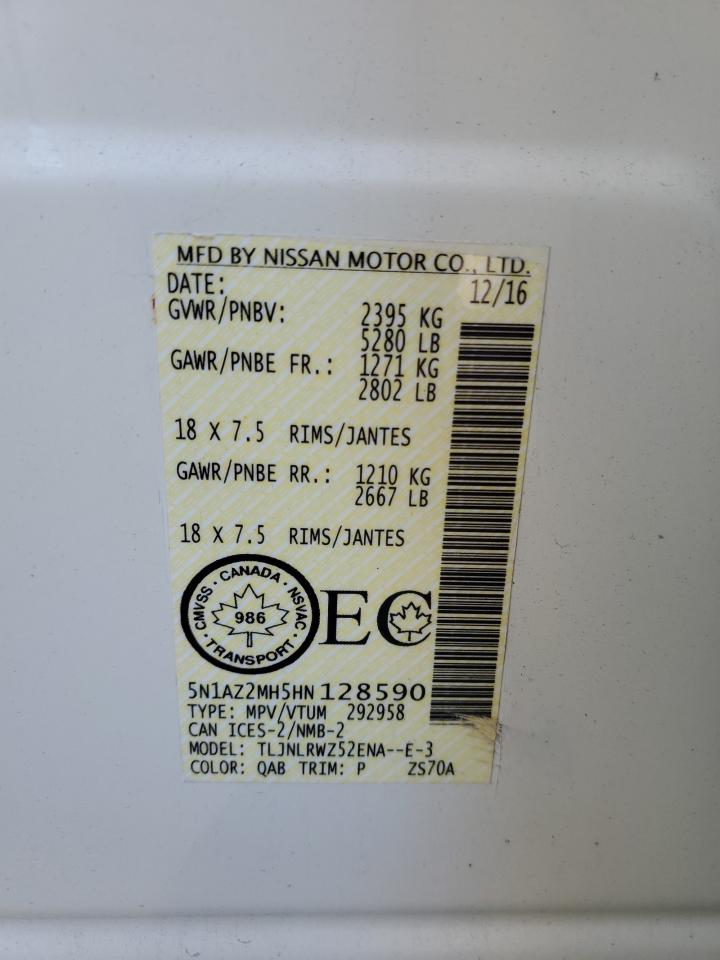 MFD BY NISSAN MOTOR CO., LTD.
DATE: 12/16
GVWR/PNBV: 2395 KG
5280 LB
GAWR/PNBE FR.: 1271 KG
2802 LB
18 X 7.5 RIMS/JANTES
GAWR/PNBE RR.: 1210 KG
2667 LB
18 X 7.5 RIMS/JANTES
CMVSS · CANADA · NSVAC · TRANSPORT ·
986
EC
5N1AZ2MH5HN128590
TYPE: MPV/VTUM 292958
CAN ICES-2/NMB-2
MODEL: TLJNLRWZ52ENA--E-3
COLOR: QAB TRIM: P ZS70A